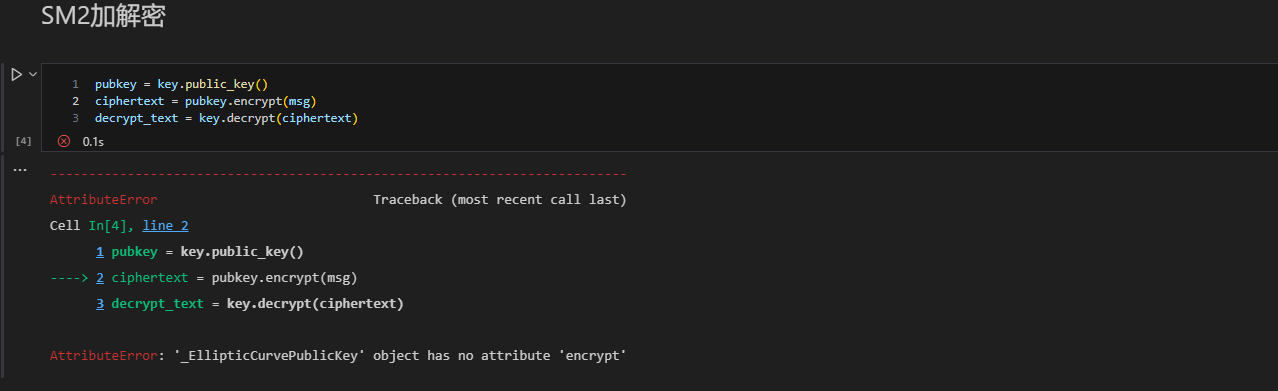 SM2加解密
1 pubkey = key.public_key()
2 ciphertext = pubkey.encrypt(msg)
3 decrypt_text = key.decrypt(ciphertext)
[4] 0.1s
...
---------------------------------------------------------------------------
AttributeError Traceback (most recent call last)
Cell In[4], line 2
1 pubkey = key.public_key()
----> 2 ciphertext = pubkey.encrypt(msg)
3 decrypt_text = key.decrypt(ciphertext)
AttributeError: '_EllipticCurvePublicKey' object has no attribute 'encrypt'